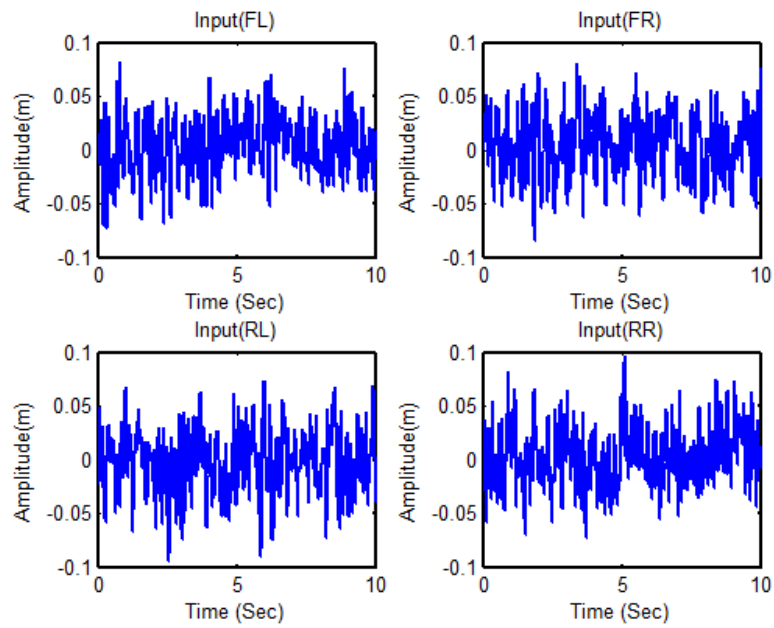 Input(FL)
0.1
0.05
0
-0.05
-0.1
Amplitude(m)
0 5 10
Time (Sec)
Input(FR)
0.1
0.05
0
-0.05
-0.1
Amplitude(m)
0 5 10
Time (Sec)
Input(RL)
0.1
0.05
0
-0.05
-0.1
Amplitude(m)
0 5 10
Time (Sec)
Input(RR)
0.1
0.05
0
-0.05
-0.1
Amplitude(m)
0 5 10
Time (Sec)